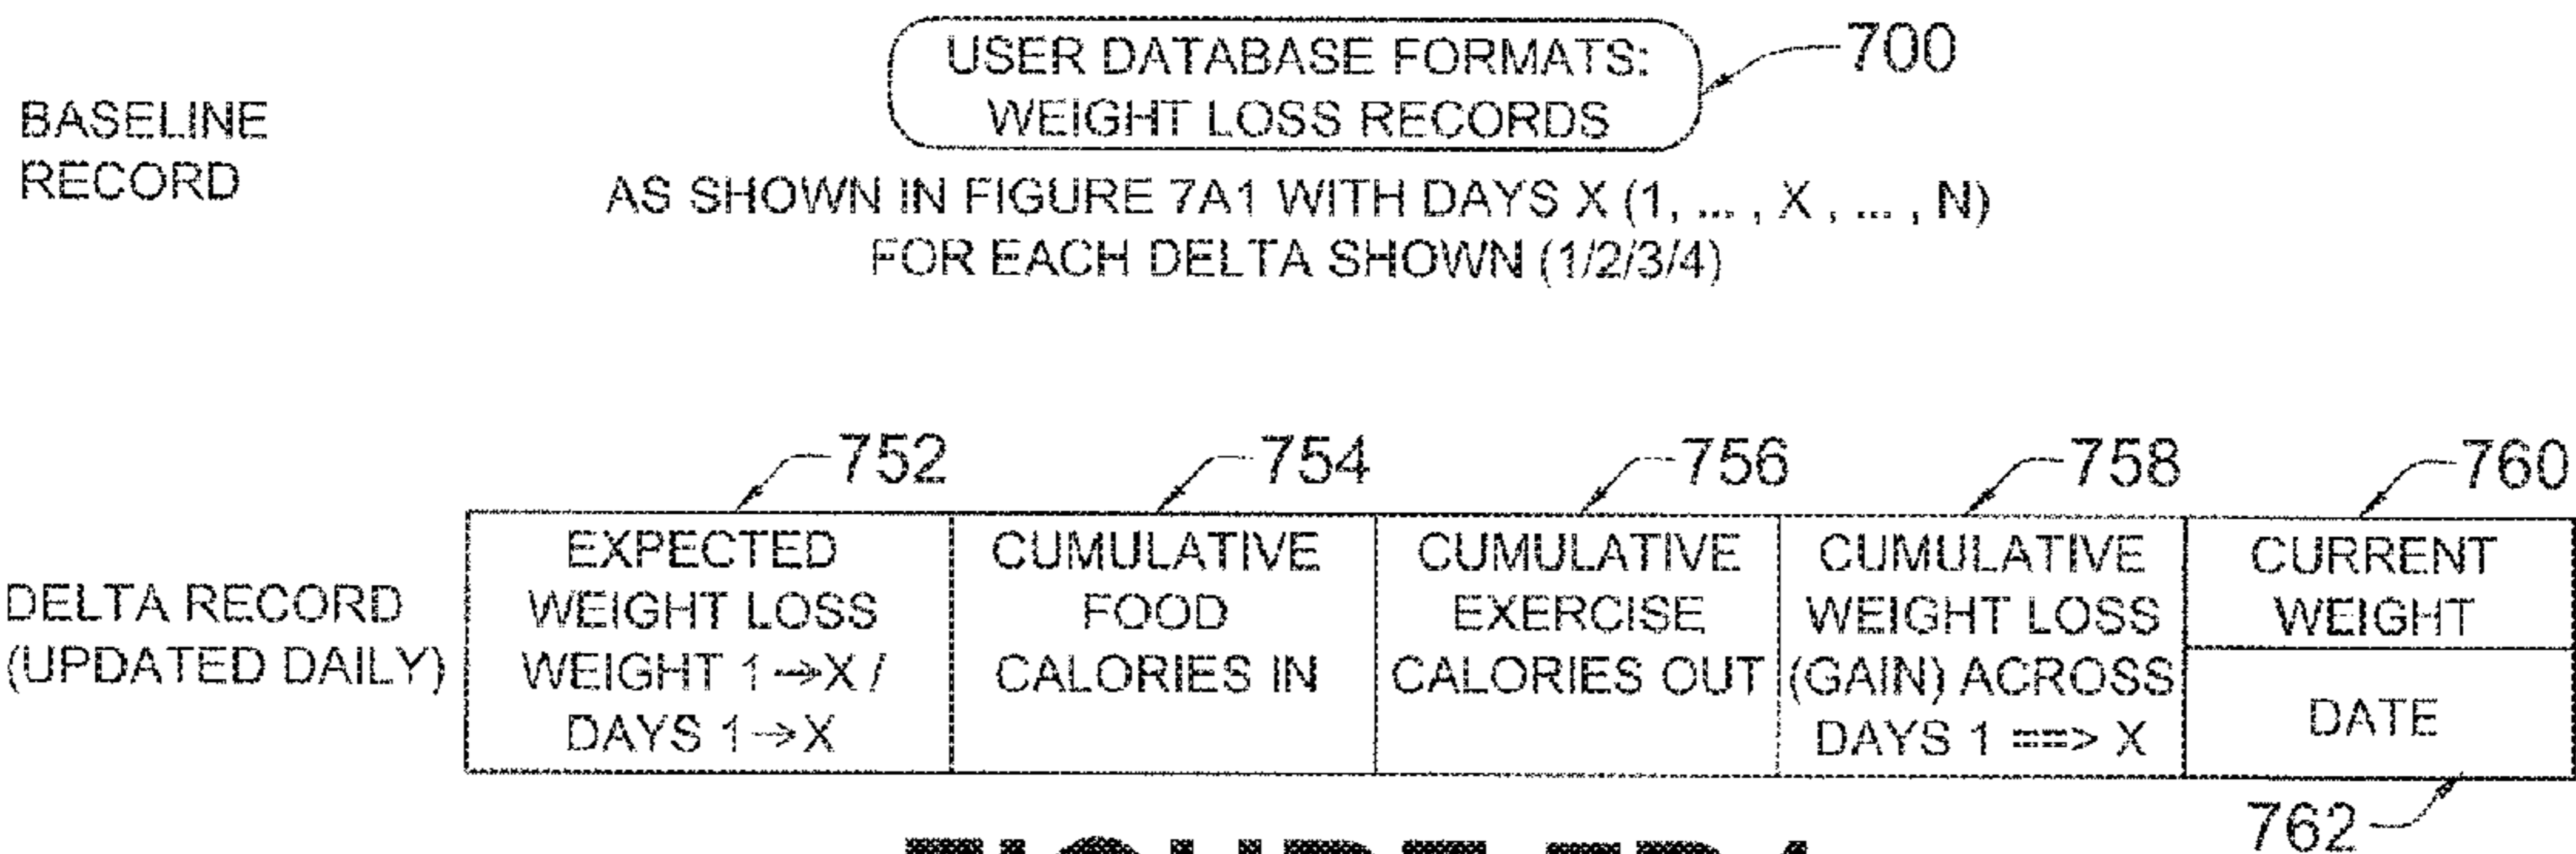 USER DATABASE FORMATS:
WEIGHT LOSS RECORDS
700
BASELINE
RECORD
AS SHOWN IN FIGURE 7A1 WITH DAYS X (1, ... , X , ... , N)
FOR EACH DELTA SHOWN (1/2/3/4)
752
754
756
758
760
DELTA RECORD
(UPDATED DAILY)
EXPECTED
WEIGHT LOSS
WEIGHT 1→X /
DAYS 1→X
CUMULATIVE
FOOD
CALORIES IN
CUMULATIVE
EXERCISE
CALORIES OUT
CUMULATIVE
WEIGHT LOSS
(GAIN) ACROSS
DAYS 1 ==> X
CURRENT
WEIGHT
DATE
762